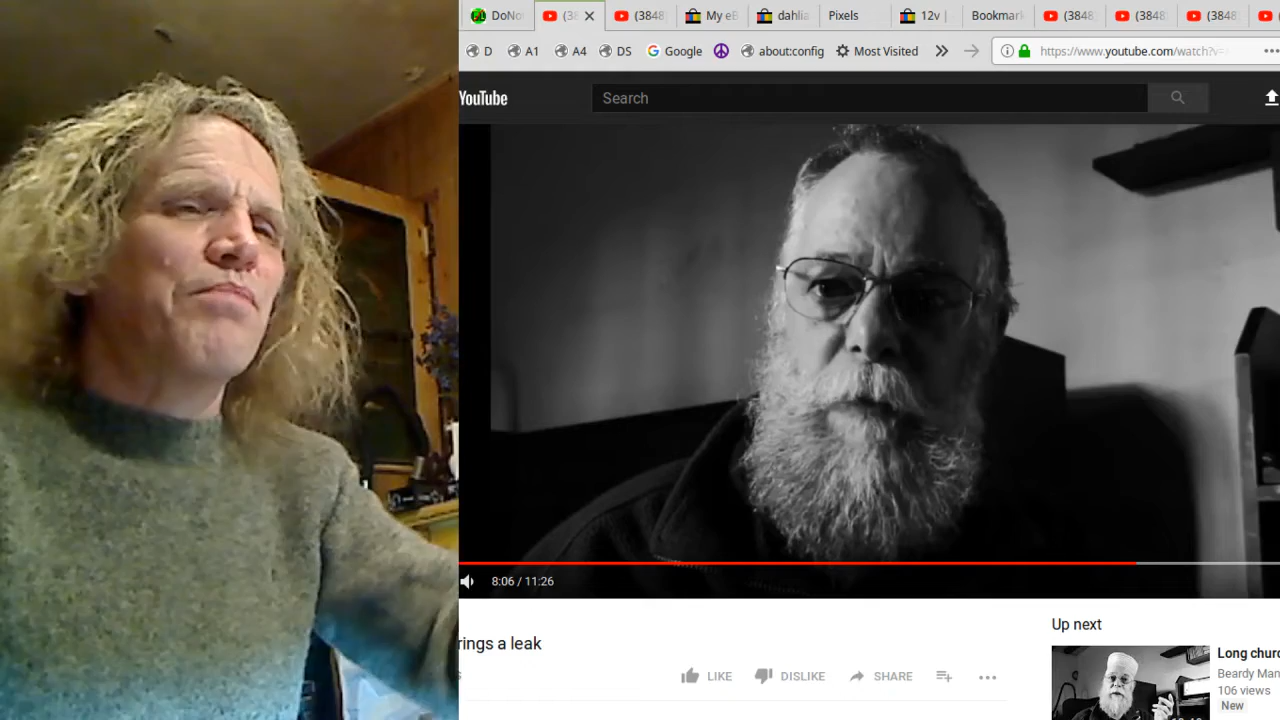 DoNo (38 (3848 My eB dahlia Pixels 12v | Bookmark (3848 (3848 (3848
D A1 A4 DS Google about:config Most Visited https://www.youtube.com/watch?v=
YouTube Search
8:06 / 11:26
rings a leak
Up next
LIKE DISLIKE SHARE
Long churc
Beardy Man
106 views
New